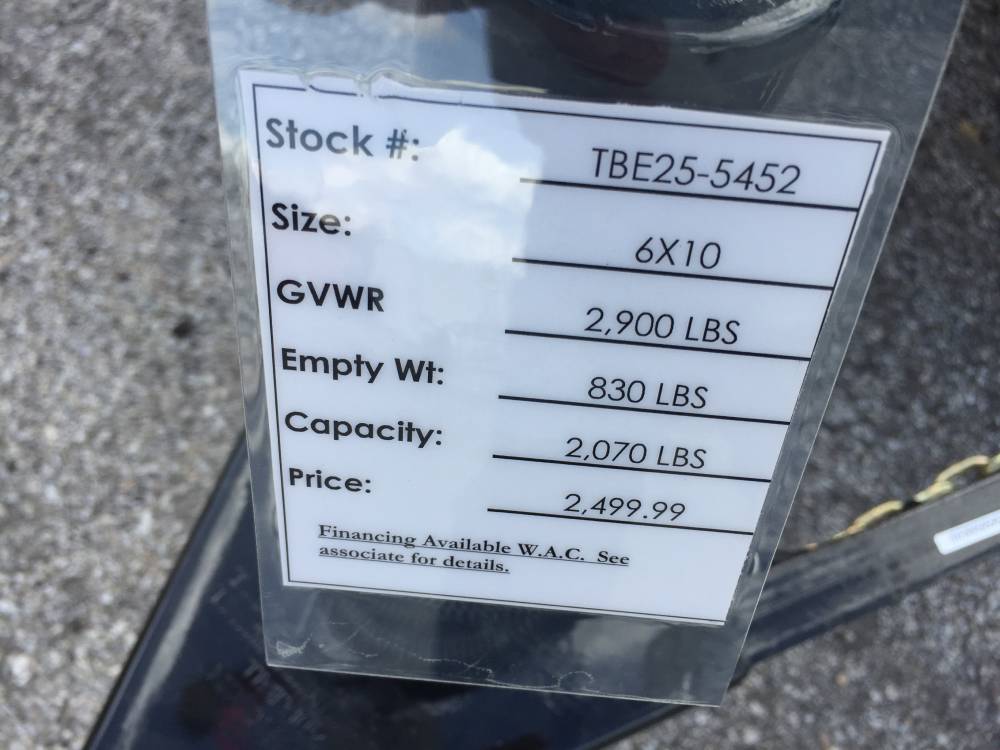 Stock #: TBE25-5452
Size: 6X10
GVWR 2,900 LBS
Empty Wt: 830 LBS
Capacity: 2,070 LBS
Price: 2,499.99
Financing Available W.A.C. See
associate for details.